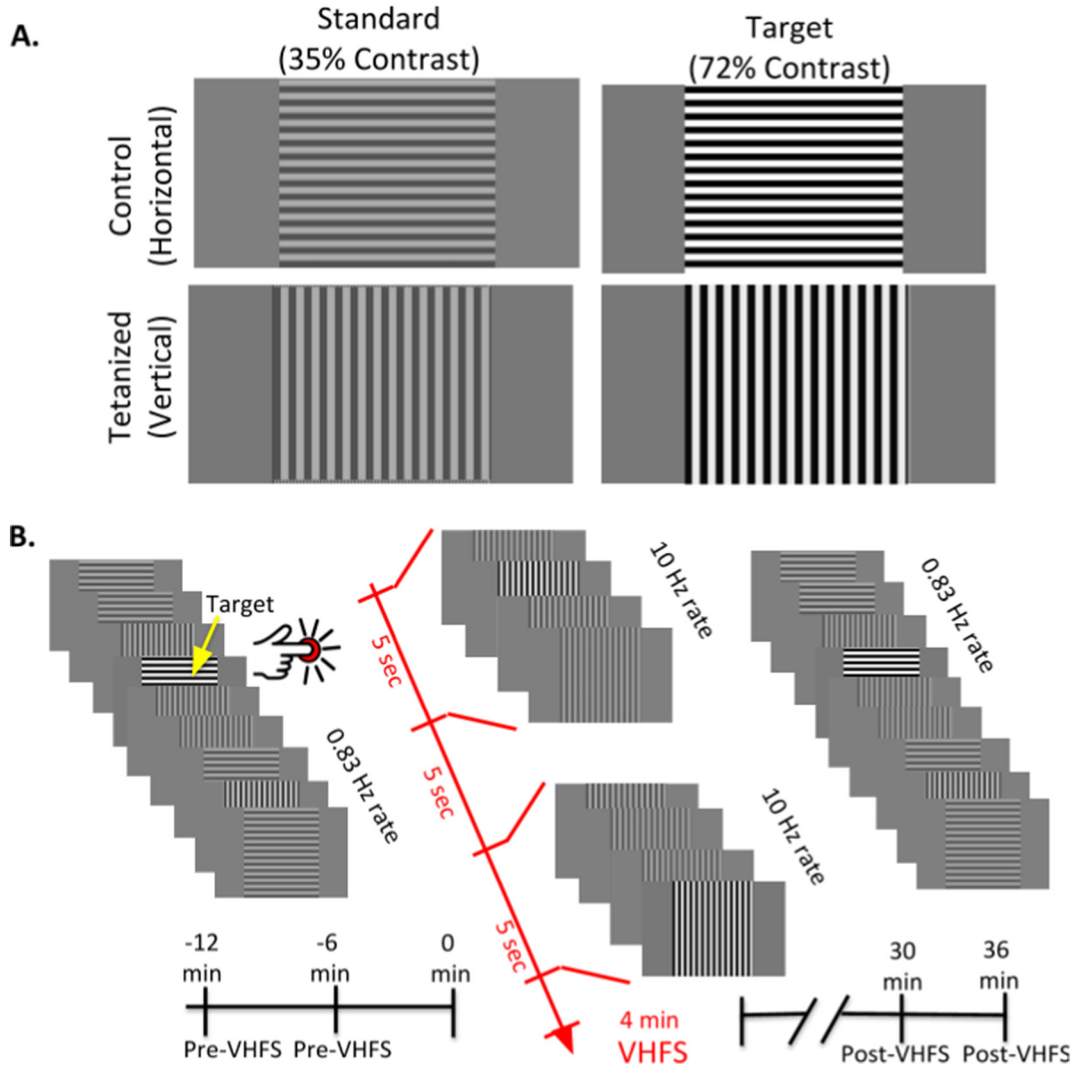 A.
Standard
(35% Contrast)
Target
(72% Contrast)
Control
(Horizontal)
Tetanized
(Vertical)
B.
Target
0.83 Hz rate
5 sec
5 sec
5 sec
10 Hz rate
10 Hz rate
0.83 Hz rate
-12
min
-6
min
0
min
Pre-VHFS
Pre-VHFS
4 min
VHFS
30
min
36
min
Post-VHFS
Post-VHFS